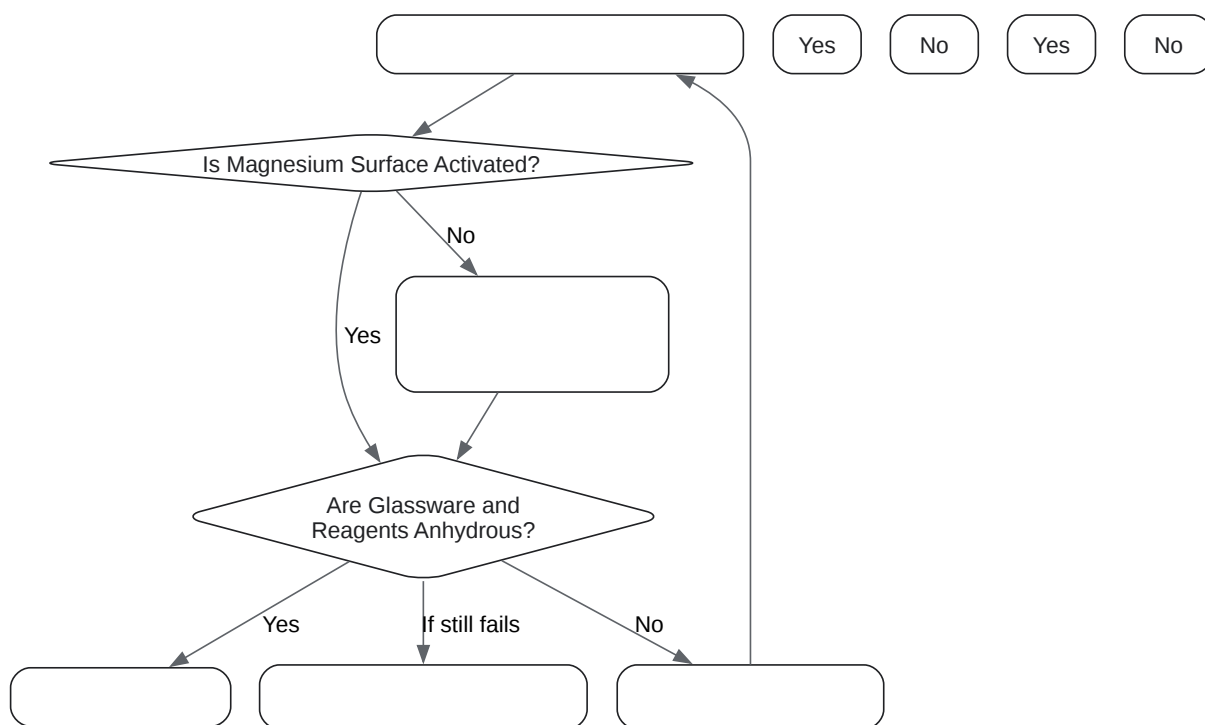 Yes
No
Yes
No
Is Magnesium Surface Activated?
No
Yes
Are Glassware and
Reagents Anhydrous?
Yes
If still fails
No